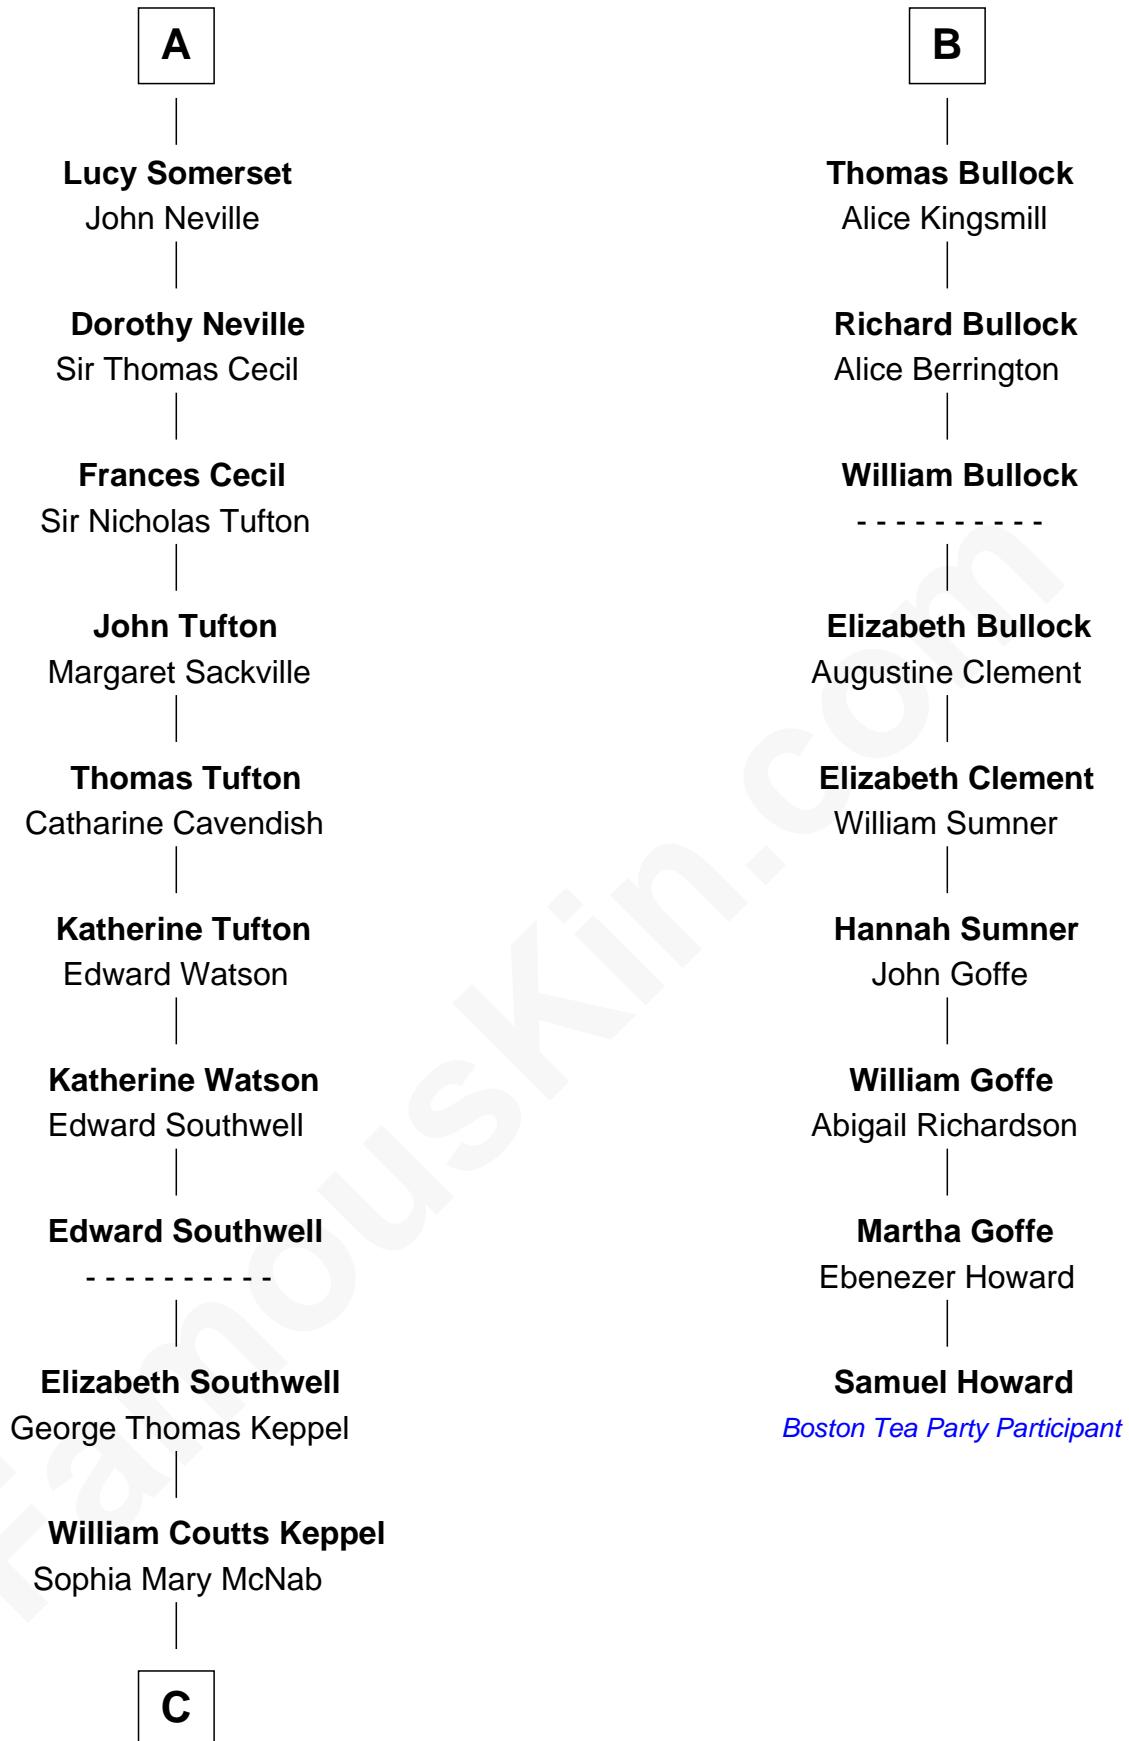 A
Lucy Somerset
John Neville
Dorothy Neville
Sir Thomas Cecil
Frances Cecil
Sir Nicholas Tufton
John Tufton
Margaret Sackville
Thomas Tufton
Catharine Cavendish
Katherine Tufton
Edward Watson
Katherine Watson
Edward Southwell
Edward Southwell
- - - - - - - - - -
Elizabeth Southwell
George Thomas Keppel
William Coutts Keppel
Sophia Mary McNab
C
B
Thomas Bullock
Alice Kingsmill
Richard Bullock
Alice Berrington
William Bullock
- - - - - - - - - -
Elizabeth Bullock
Augustine Clement
Elizabeth Clement
William Sumner
Hannah Sumner
John Goffe
William Goffe
Abigail Richardson
Martha Goffe
Ebenezer Howard
Samuel Howard
Boston Tea Party Participant
FamousKin.com